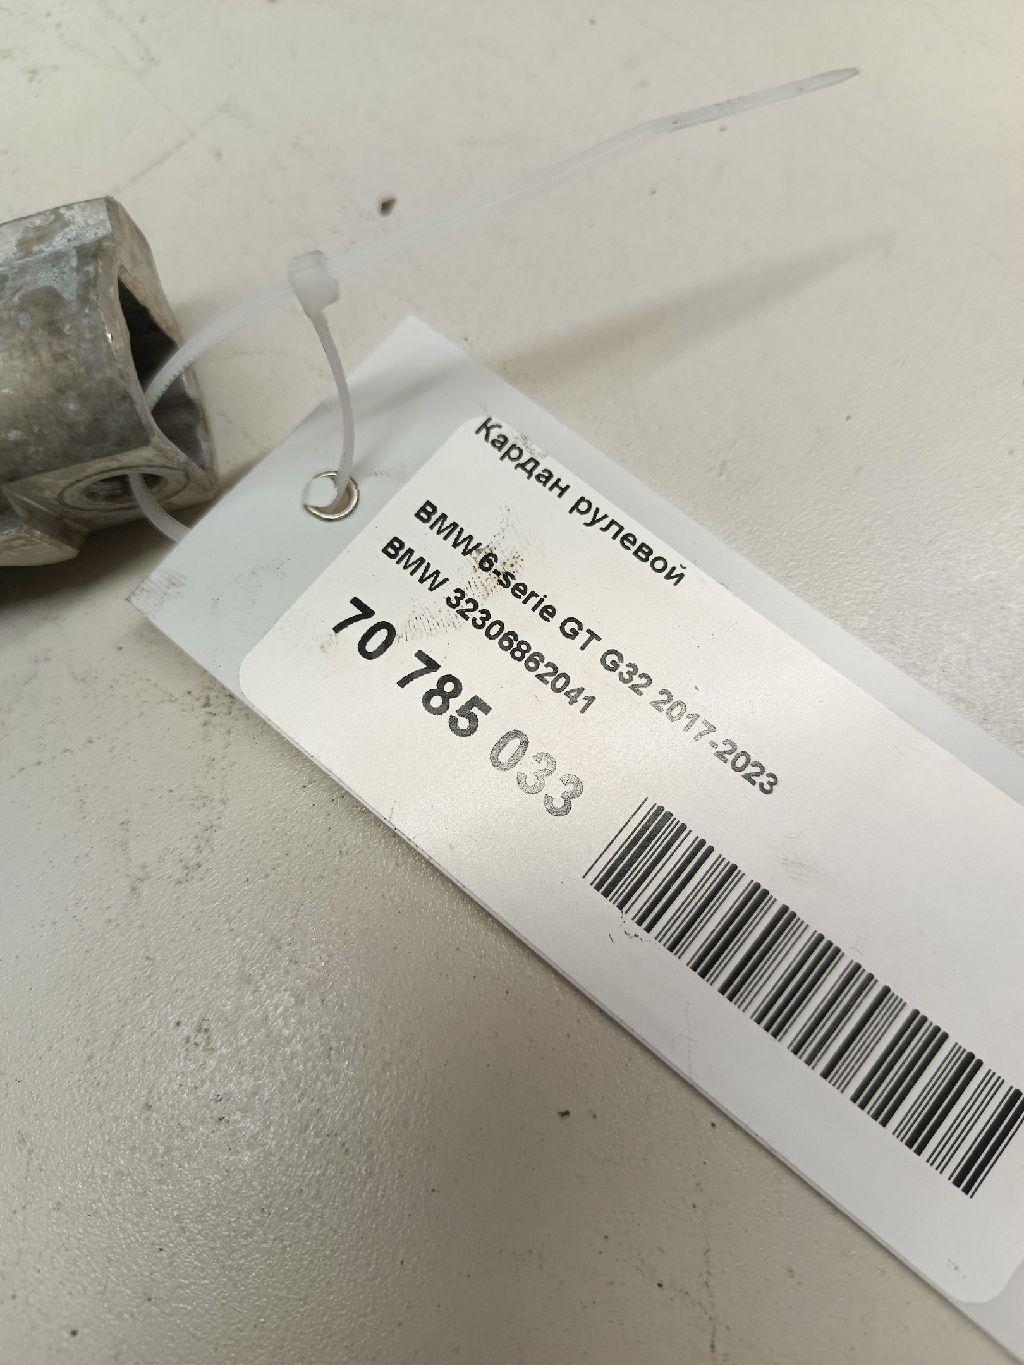 Кардан рулевой
BMW 6-serie GT G32 2017-2023
BMW 32306862041
70 785 033